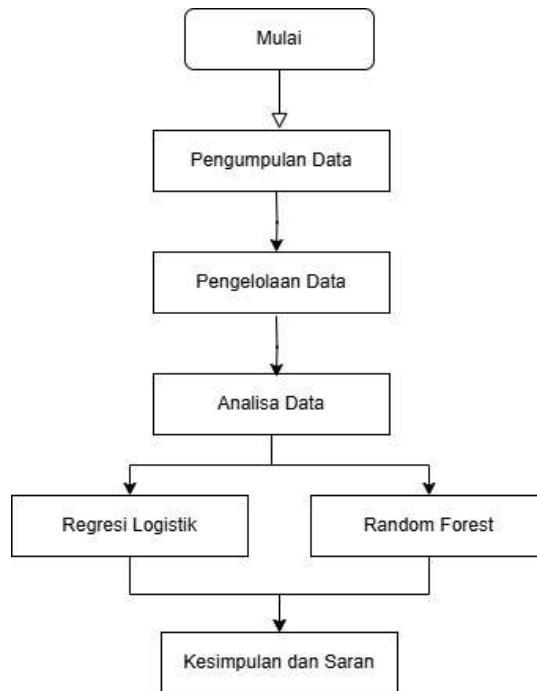 Mulai
Pengumpulan Data
Pengelolaan Data
Analisa Data
Regresi Logistik
Random Forest
Kesimpulan dan Saran